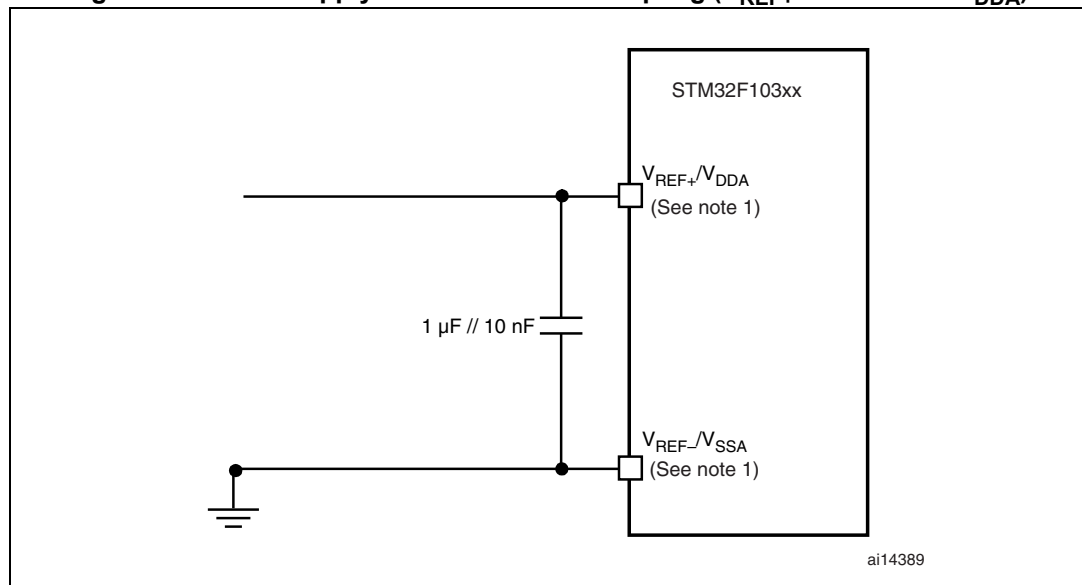 STM32F103xx
VREF+/VDDA
(See note 1)
1 µF // 10 nF
VREF–/VSSA
(See note 1)
ai14389